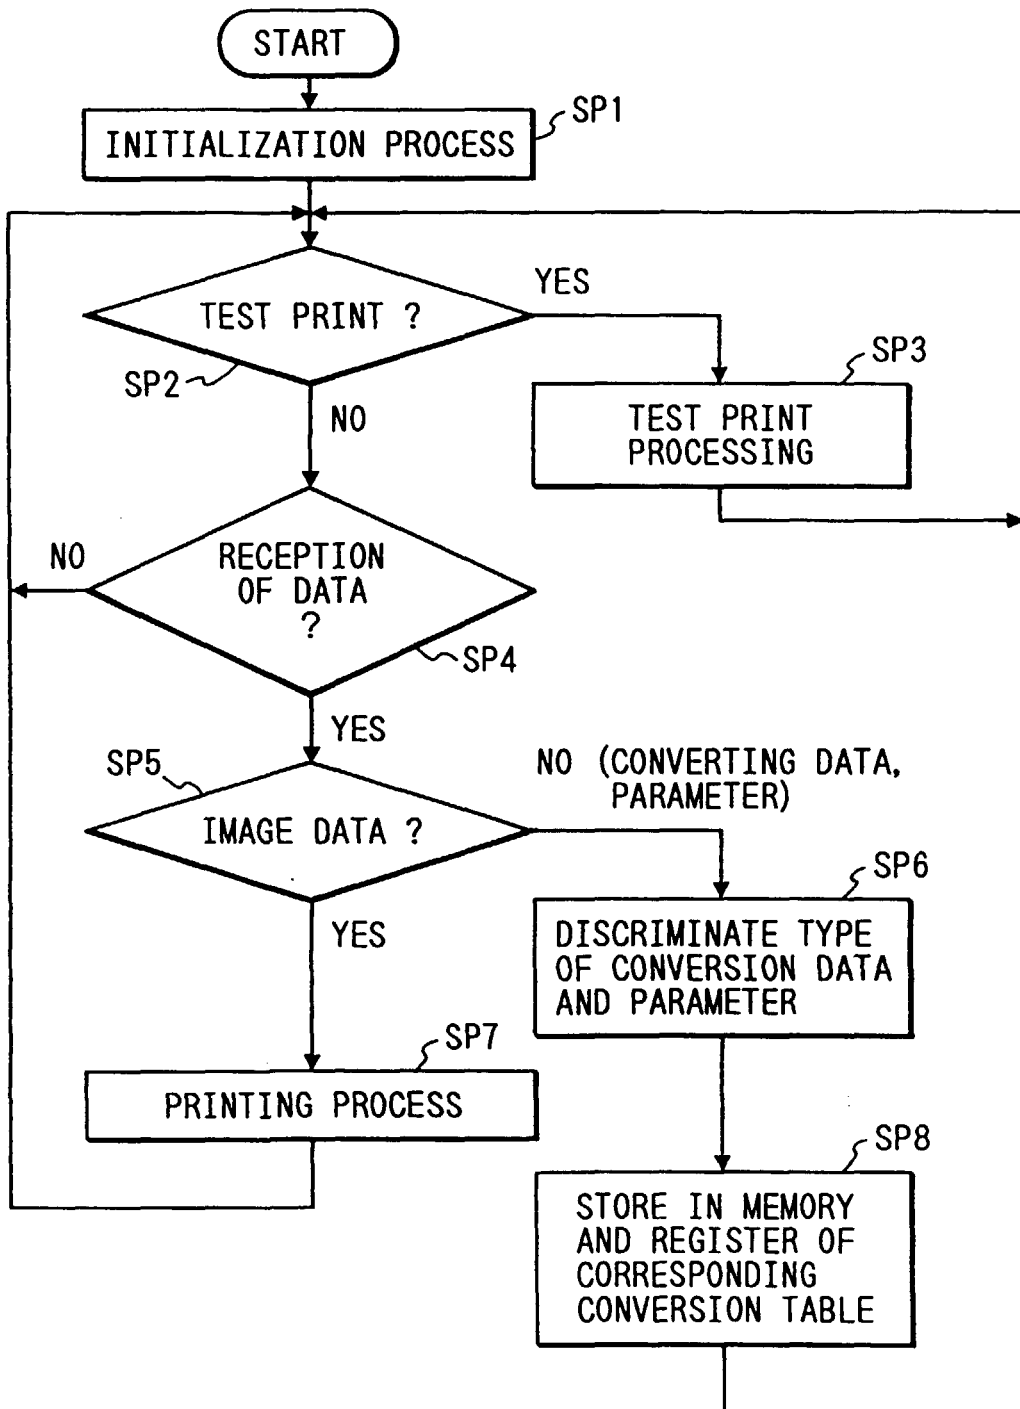 START
SP1
INITIALIZATION PROCESS
YES
TEST PRINT ?
SP2
SP3
NO
TEST PRINT
PROCESSING
NO
RECEPTION
OF DATA
?
SP4
YES
SP5
NO (CONVERTING DATA,
PARAMETER)
IMAGE DATA ?
SP6
YES
DISCRIMINATE TYPE
OF CONVERSION DATA
AND PARAMETER
SP7
PRINTING PROCESS
SP8
STORE IN MEMORY
AND REGISTER OF
CORRESPONDING
CONVERSION TABLE